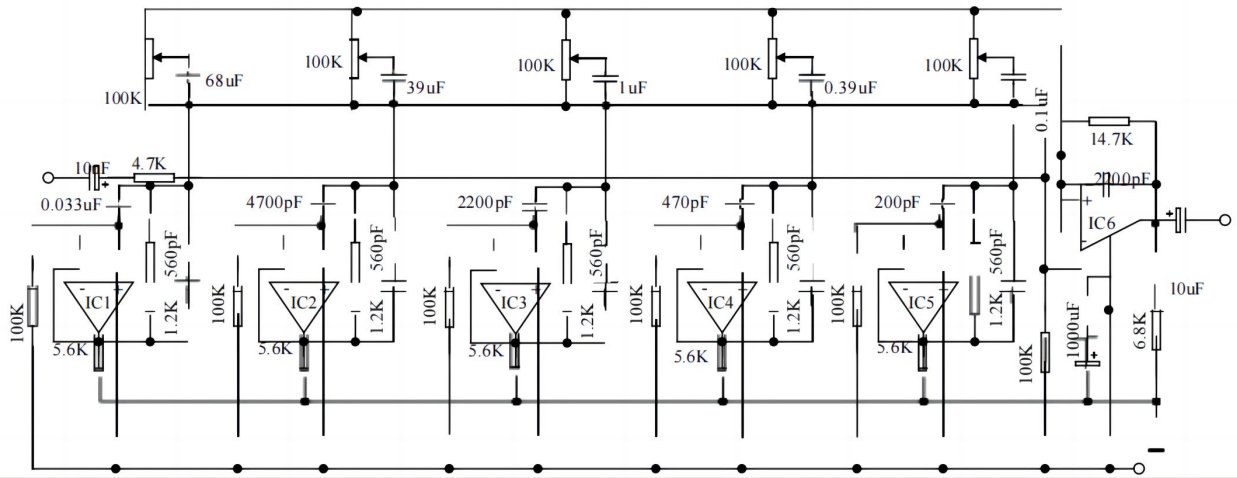 100K
68uF
100K
39uF
100K
1uF
100K
0.39uF
100K
0.1uF
14.7K
4.7K
0.033uF
4700pF
2200pF
470pF
200pF
+
-
IC6
560pF
560pF
560pF
560pF
560pF
100K
- IC1 +
1.2K
100K
- IC2 +
1.2K
100K
- IC3 +
1.2K
100K
- IC4 +
1.2K
100K
- IC5 +
1.2K
10uF
5.6K
5.6K
5.6K
5.6K
5.6K
100K
1000uF
+
6.8K
-